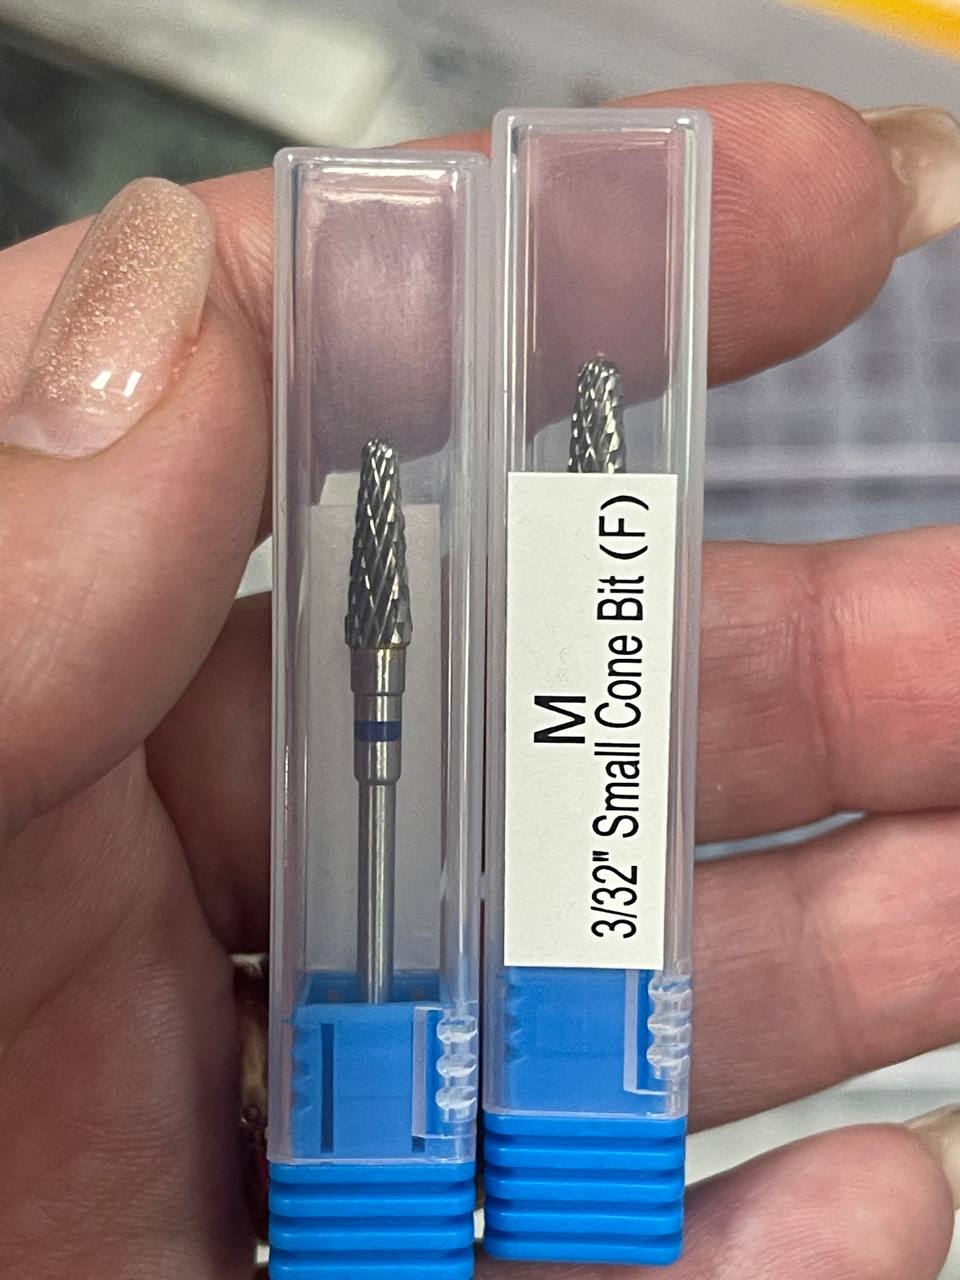 M
3/32" Small Cone Bit (F)